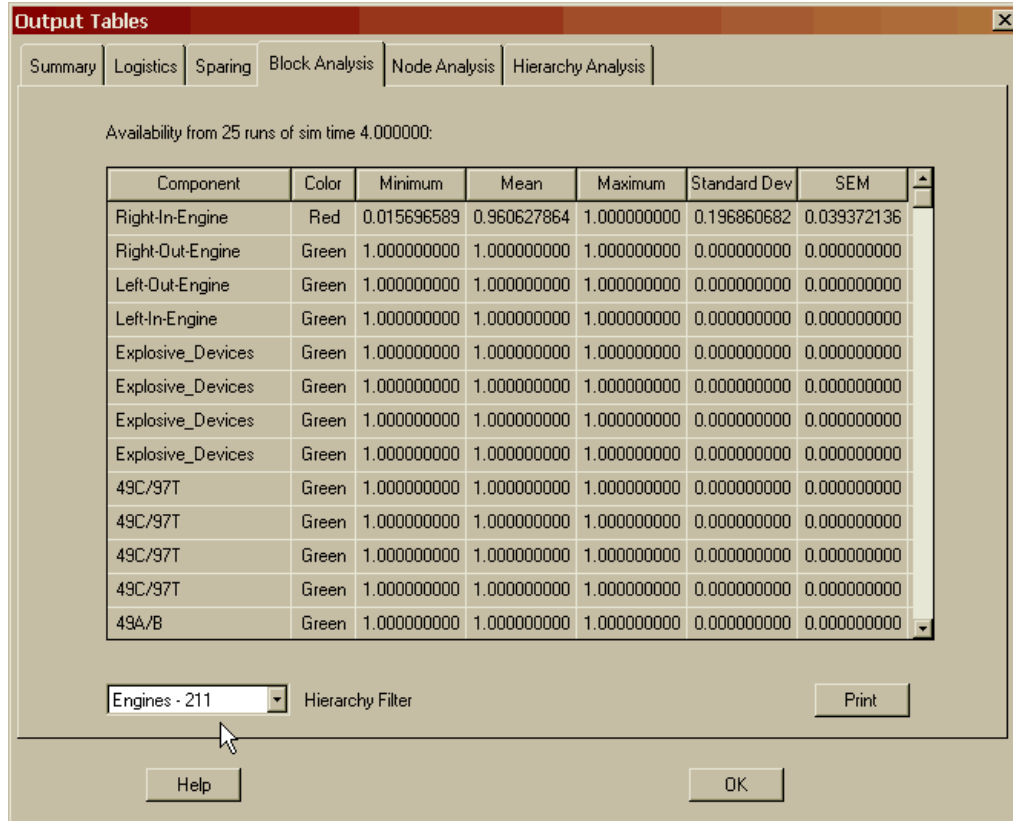 Output Tables
Summary Logistics Sparing Block Analysis Node Analysis Hierarchy Analysis
Availability from 25 runs of sim time 4.000000:
Component Color Minimum Mean Maximum Standard Dev SEM
Right-In-Engine Red 0.015696589 0.960627864 1.000000000 0.196860682 0.039372136
Right-Out-Engine Green 1.000000000 1.000000000 1.000000000 0.000000000 0.000000000
Left-Out-Engine Green 1.000000000 1.000000000 1.000000000 0.000000000 0.000000000
Left-In-Engine Green 1.000000000 1.000000000 1.000000000 0.000000000 0.000000000
Explosive_Devices Green 1.000000000 1.000000000 1.000000000 0.000000000 0.000000000
Explosive_Devices Green 1.000000000 1.000000000 1.000000000 0.000000000 0.000000000
Explosive_Devices Green 1.000000000 1.000000000 1.000000000 0.000000000 0.000000000
Explosive_Devices Green 1.000000000 1.000000000 1.000000000 0.000000000 0.000000000
49C/97T Green 1.000000000 1.000000000 1.000000000 0.000000000 0.000000000
49C/97T Green 1.000000000 1.000000000 1.000000000 0.000000000 0.000000000
49C/97T Green 1.000000000 1.000000000 1.000000000 0.000000000 0.000000000
49C/97T Green 1.000000000 1.000000000 1.000000000 0.000000000 0.000000000
49A/B Green 1.000000000 1.000000000 1.000000000 0.000000000 0.000000000
Engines - 211 Hierarchy Filter Print
Help OK